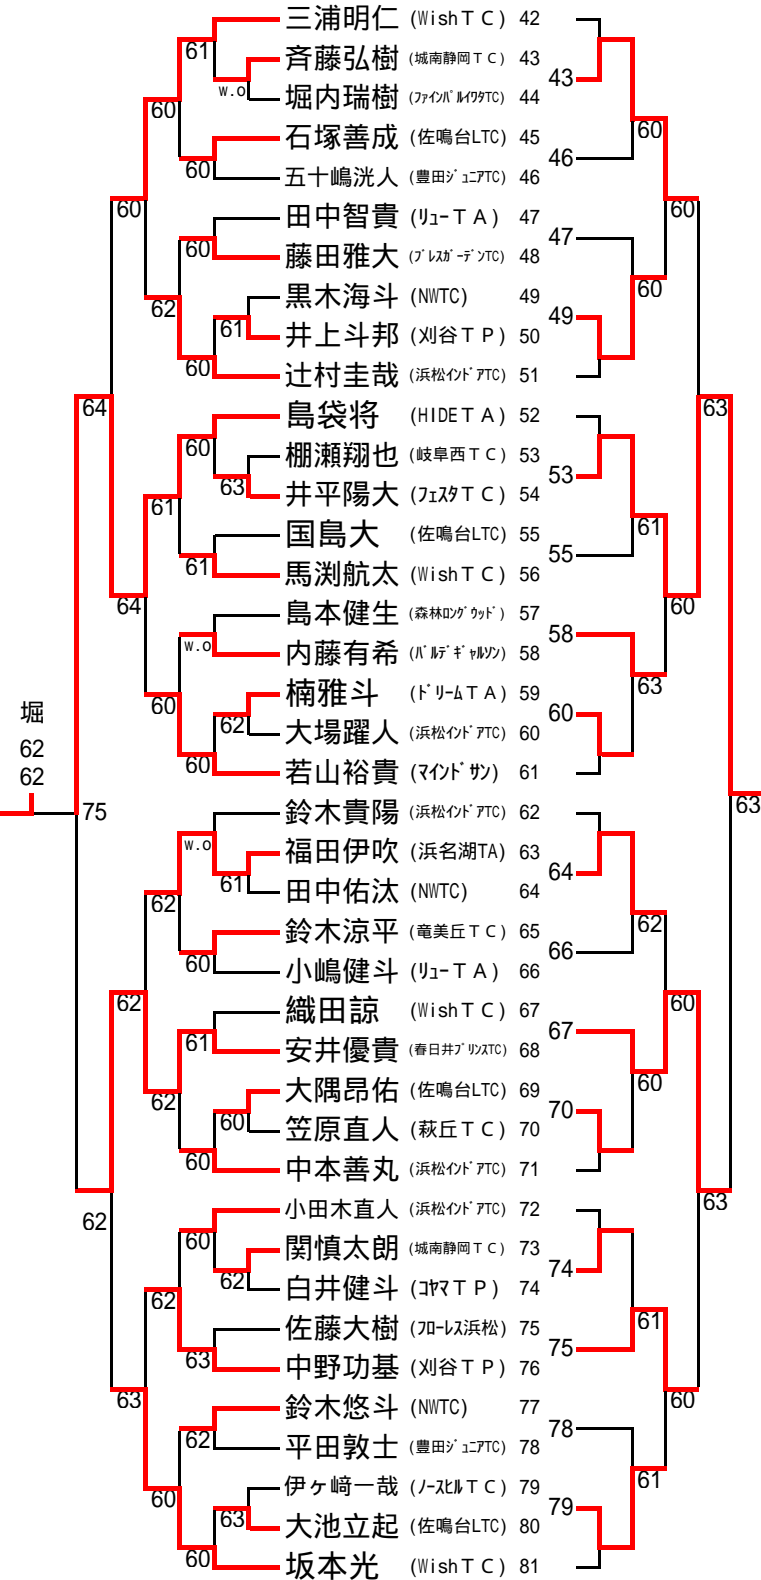 三浦明仁 (WishＴＣ) 42
61
斉藤弘樹 (城南静岡ＴＣ) 43
43
w.o
堀内瑞樹 (ﾌｧｲﾝﾊﾟﾙｲﾜﾀTC) 44
60
60
石塚善成 (佐鳴台LTC) 45
46
60
五十嶋洸人 (豊田ｼﾞｭﾆｱTC) 46
60
60
田中智貴 (ﾘｭｰＴＡ) 47
47
60
藤田雅大 (ﾌﾞﾚｽｶﾞｰﾃﾞﾝTC) 48
60
62
黒木海斗 (NWTC) 49
49
61
井上斗邦 (刈谷ＴＰ) 50
60
辻村圭哉 (浜松ｲﾝﾄﾞｱTC) 51
64
63
島袋将 (HIDEＴＡ) 52
60
棚瀬翔也 (岐阜西ＴＣ) 53
53
63
井平陽大 (ﾌｪｽﾀＴＣ) 54
61
61
国島大 (佐鳴台LTC) 55
55
61
馬渕航太 (WishＴＣ) 56
64
60
島本健生 (森林ﾛﾝｸﾞｳｯﾄﾞ) 57
58
w.o
内藤有希 (ﾊﾟﾙﾃﾞｷﾞｬﾙｿﾝ) 58
63
60
楠雅斗 (ﾄﾞﾘｰﾑＴＡ) 59
60
62
大場躍人 (浜松ｲﾝﾄﾞｱTC) 60
60
若山裕貴 (ﾏｲﾝﾄﾞサン) 61
堀
62
62
75
63
鈴木貴陽 (浜松ｲﾝﾄﾞｱTC) 62
w.o
福田伊吹 (浜名湖TA) 63
64
61
田中佑汰 (NWTC) 64
62
62
鈴木涼平 (竜美丘ＴＣ) 65
66
60
小嶋健斗 (ﾘｭｰＴＡ) 66
62
60
織田諒 (WishＴＣ) 67
67
61
安井優貴 (春日井ﾌﾟﾘﾝｽTC) 68
60
62
大隅昂佑 (佐鳴台LTC) 69
70
60
笠原直人 (萩丘ＴＣ) 70
60
中本善丸 (浜松ｲﾝﾄﾞｱTC) 71
62
63
小田木直人 (浜松ｲﾝﾄﾞｱTC) 72
60
関慎太朗 (城南静岡ＴＣ) 73
74
62
白井健斗 (ｺﾔﾏＴＰ) 74
62
61
佐藤大樹 (ﾌﾛｰﾚｽ浜松) 75
75
63
中野功基 (刈谷ＴＰ) 76
63
60
鈴木悠斗 (NWTC) 77
78
62
平田敦士 (豊田ｼﾞｭﾆｱTC) 78
61
60
伊ヶ﨑一哉 (ﾉｰｽﾋﾙＴＣ) 79
79
63
大池立起 (佐鳴台LTC) 80
60
坂本光 (WishＴＣ) 81